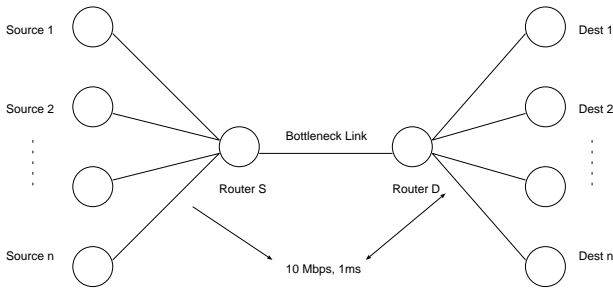 Source 1
Dest 1
Source 2
Dest 2
Bottleneck Link
Router S
Router D
Source n
Dest n
10 Mbps, 1ms